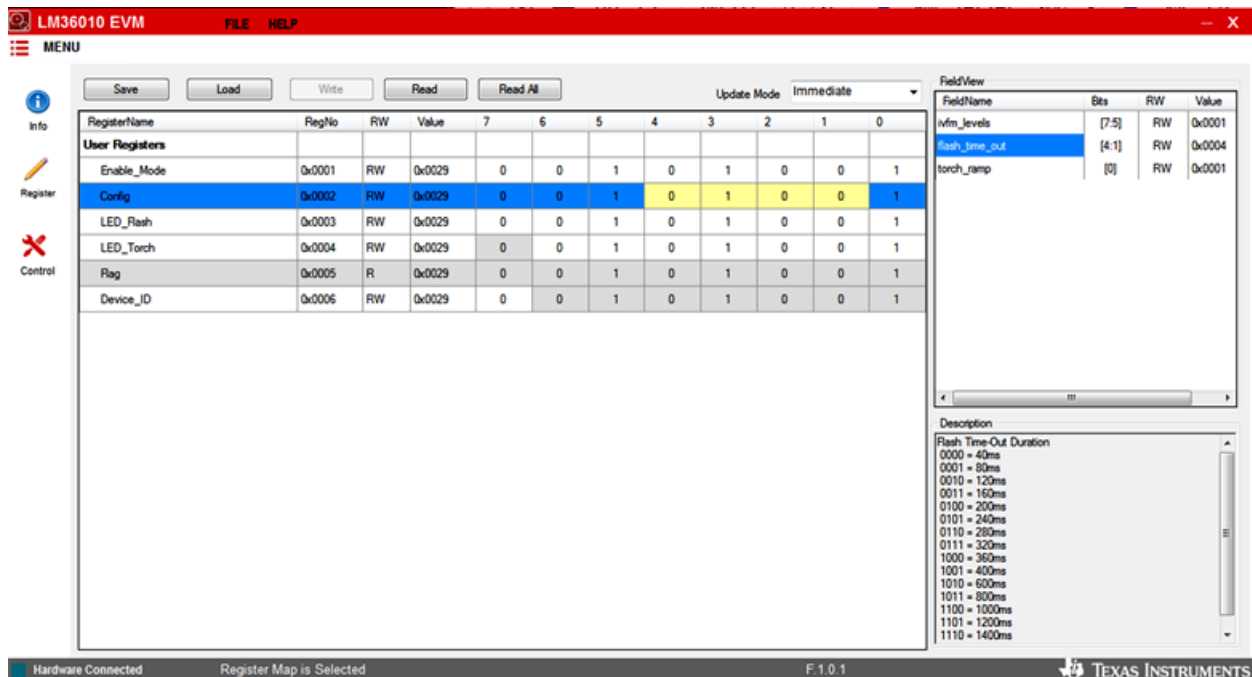 LM36010 EVM FILE HELP
MENU
Save Load Write Read Read All Update Mode Immediate
Info
Register
Control
RegisterName RegNo RW Value 7 6 5 4 3 2 1 0
User Registers
Enable_Mode 0x0001 RW 0x0029 0 0 1 0 1 0 0 1
Config 0x0002 RW 0x0029 0 0 1 0 1 0 0 1
LED_Flash 0x0003 RW 0x0029 0 0 1 0 1 0 0 1
LED_Torch 0x0004 RW 0x0029 0 0 1 0 1 0 0 1
Flag 0x0005 R 0x0029 0 0 1 0 1 0 0 1
Device_ID 0x0006 RW 0x0029 0 0 1 0 1 0 0 1
FieldView
FieldName Bits RW Value
ivfm_levels [7:5] RW 0x0001
flash_time_out [4:1] RW 0x0004
torch_ramp [0] RW 0x0001
Description
Flash Time-Out Duration
0000 = 40ms
0001 = 80ms
0010 = 120ms
0011 = 160ms
0100 = 200ms
0101 = 240ms
0110 = 280ms
0111 = 320ms
1000 = 360ms
1001 = 400ms
1010 = 600ms
1011 = 800ms
1100 = 1000ms
1101 = 1200ms
1110 = 1400ms
Hardware Connected Register Map is Selected F.1.0.1 TEXAS INSTRUMENTS